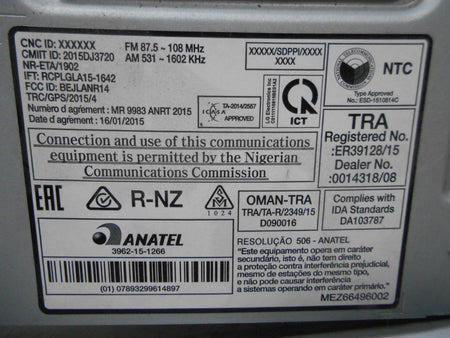 CNC ID: XXXXXX
FM 87.5 ~ 108 MHz
CMIIT ID: 2015DJ3720
AM 531 ~ 1602 KHz
NR-ETA/1902
IFT: RCPLGLA15-1642
FCC ID: BEJLANR14
TRC/GPS/2015/4
Numéro d'agrément : MR 9983 ANRT 2015
Date d'agrément : 16/01/2015
XXXXX/SDPPI/XXXX
XXXX
ICASA
TA-2014/2567
APPROVED
LG Electronics Inc
ICT
NTC
Type Approved
No.: ESD-1510814C
Connection and use of this communications
equipment is permitted by the Nigerian
Communications Commission
TRA
Registered No.
:ER39128/15
Dealer No.
:0014318/08
EAC
R-NZ
1024
OMAN-TRA
TRA/TA-R/2349/15
D090016
Complies with
IDA Standards
DA103787
ANATEL
3962-15-1266
(01) 07893299614897
RESOLUÇÃO 506 - ANATEL
"Este equipamento opera em caráter
secundário, isto é, não tem direito
a proteção contra interferência prejudicial,
mesmo de estações do mesmo tipo,
e não pode causar interferência
a sistemas operando em caráter primário."
MEZ66496002